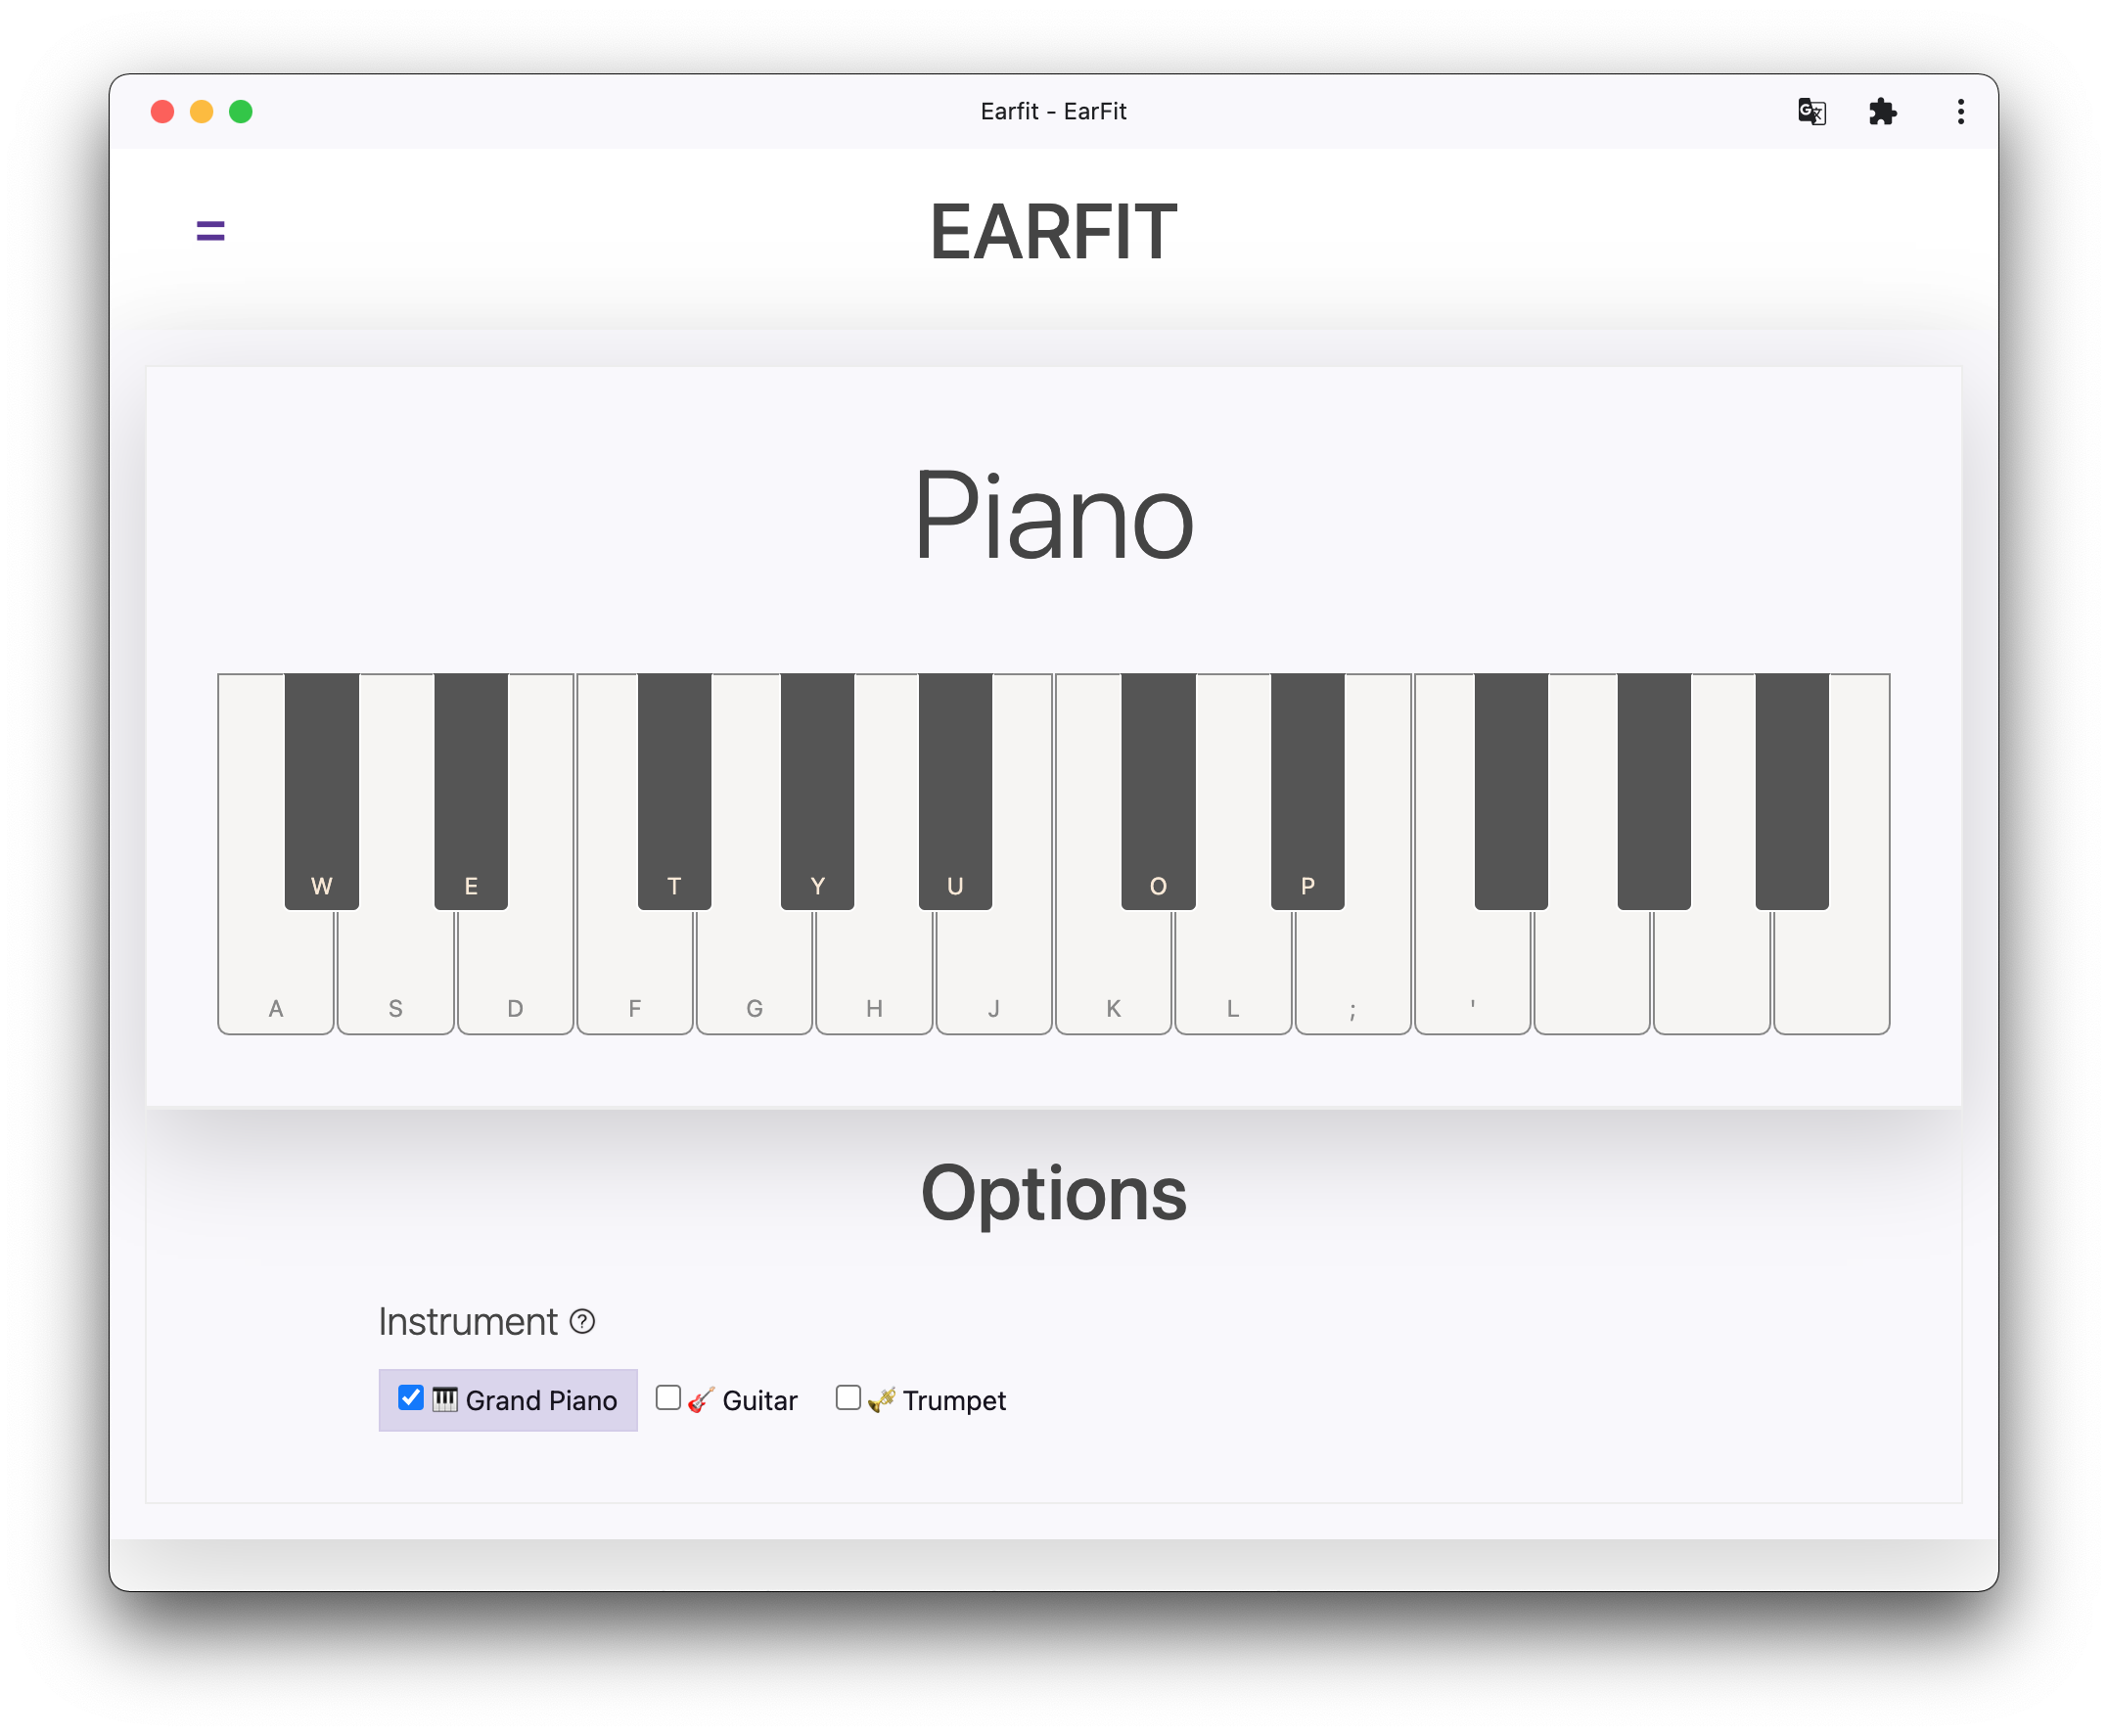 Earfit - EarFit
=
EARFIT
Piano
W E T Y U O P
A S D F G H J K L ; '
Options
Instrument ?
Grand Piano Guitar Trumpet